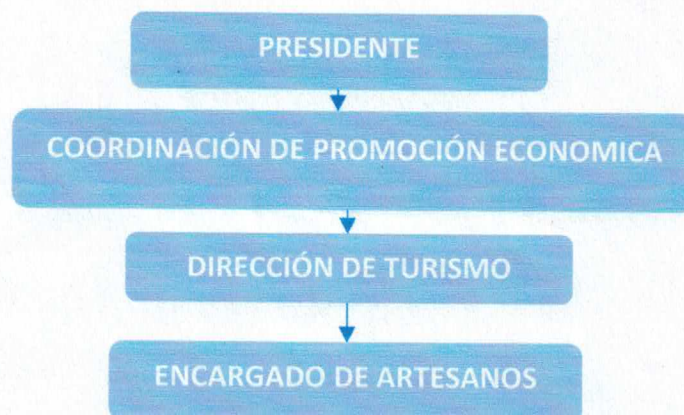 PRESIDENTE
COORDINACIÓN DE PROMOCIÓN ECONOMICA
DIRECCIÓN DE TURISMO
ENCARGADO DE ARTESANOS